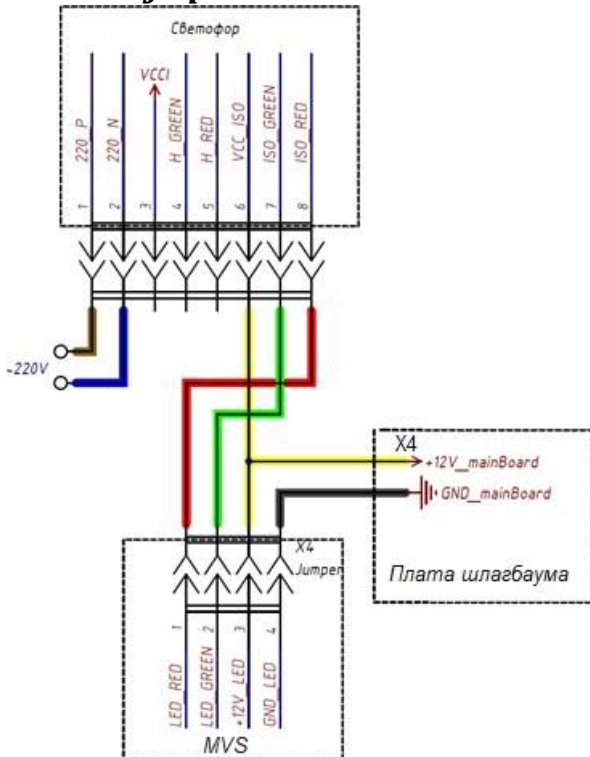 Светофор
220_P
220_N
VCCI
H_GREEN
H_RED
VCC_ISO
ISO_GREEN
ISO_RED
1
2
3
4
5
6
7
8
~220V
X4
+12V_mainBoard
GND_mainBoard
Плата шлагбаума
X4
Jumper
1
2
3
4
LED_RED
LED_GREEN
+12V_LED
GND_LED
MVS